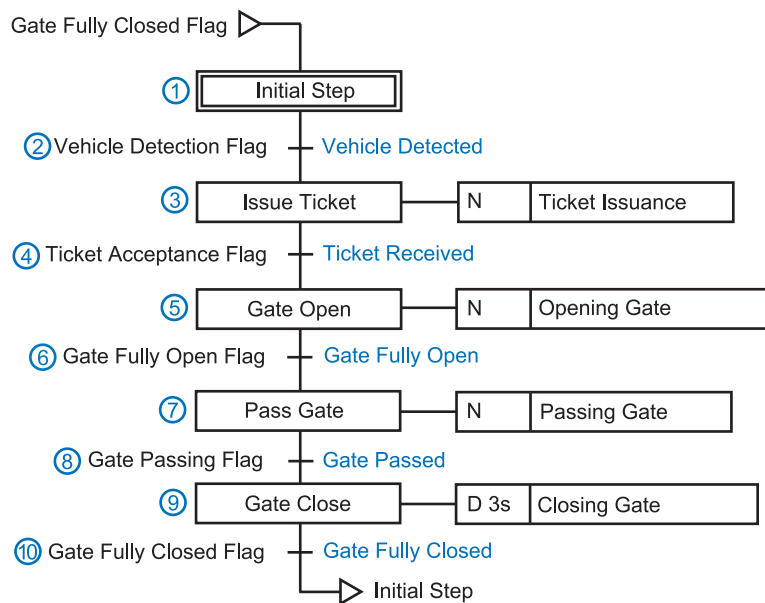 Gate Fully Closed Flag
1 Initial Step
2 Vehicle Detection Flag Vehicle Detected
3 Issue Ticket N Ticket Issuance
4 Ticket Acceptance Flag Ticket Received
5 Gate Open N Opening Gate
6 Gate Fully Open Flag Gate Fully Open
7 Pass Gate N Passing Gate
8 Gate Passing Flag Gate Passed
9 Gate Close D 3s Closing Gate
10 Gate Fully Closed Flag Gate Fully Closed
Initial Step